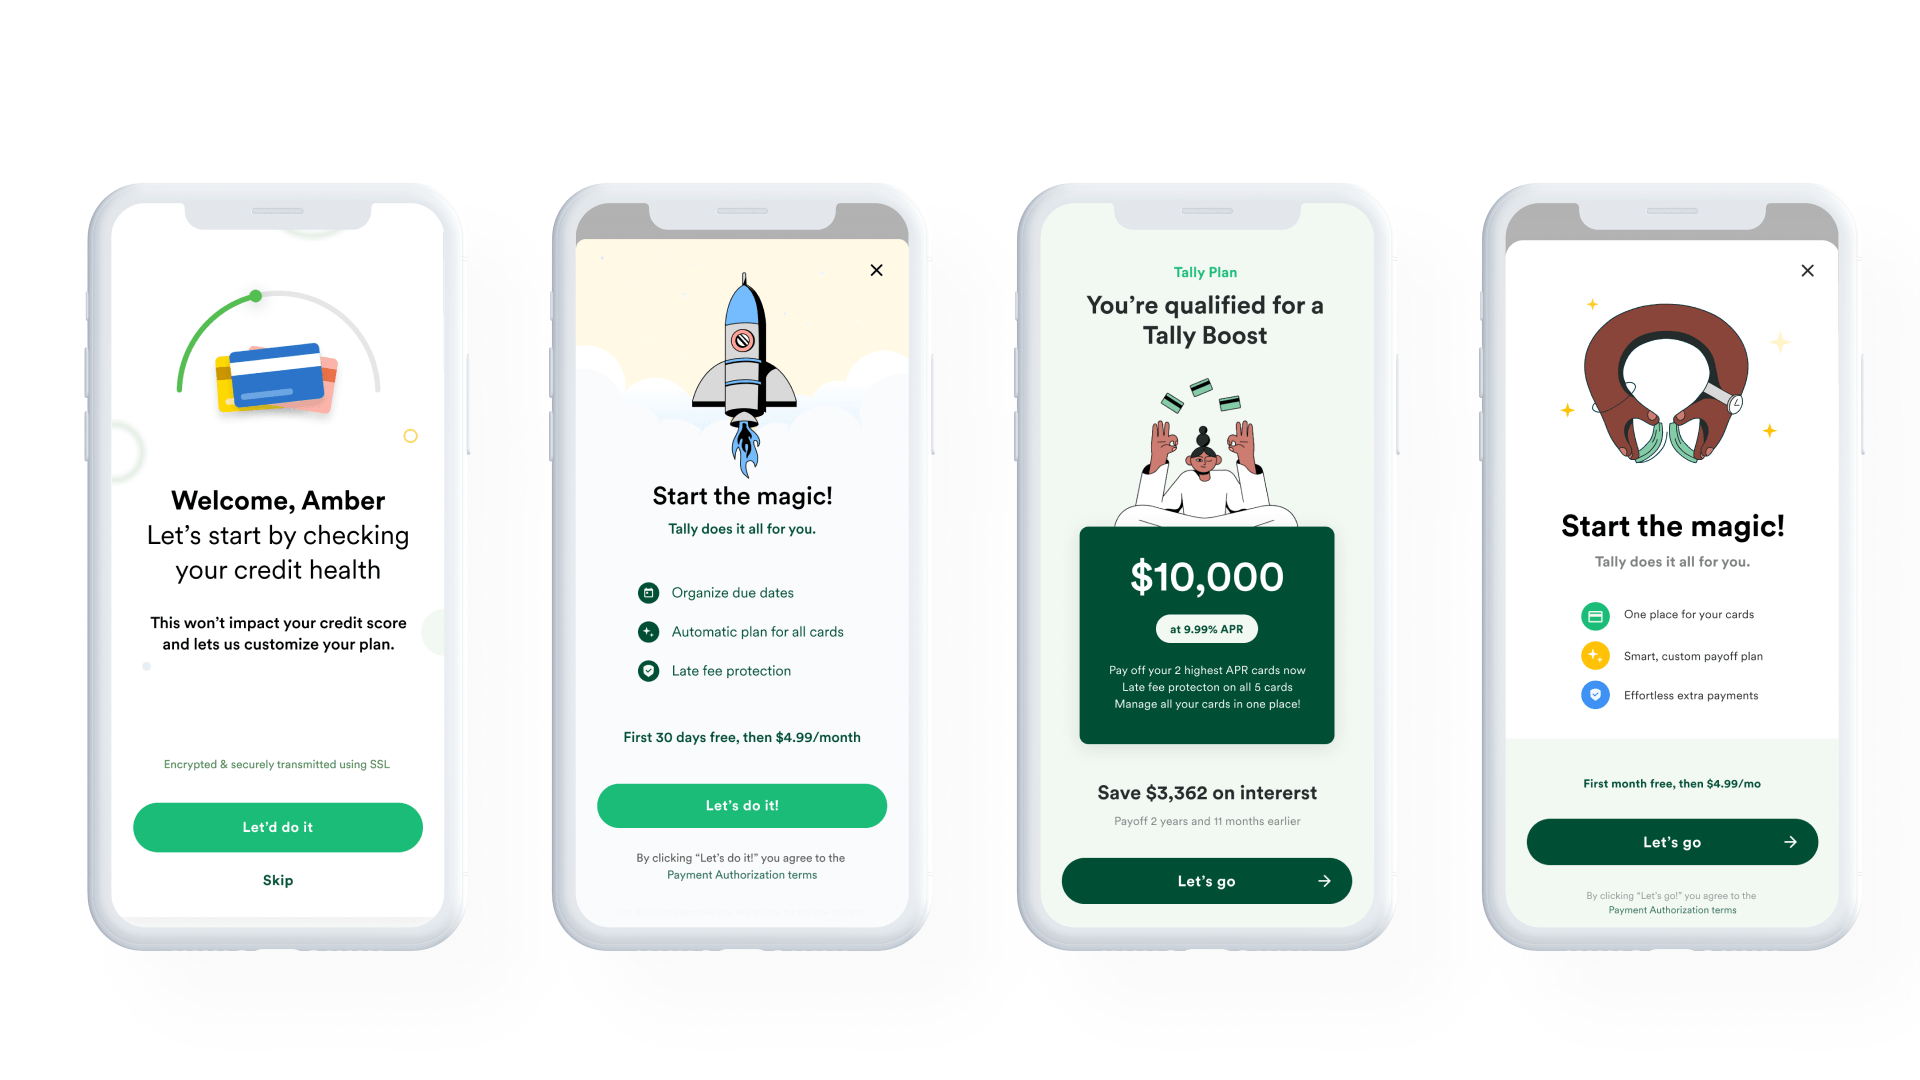 Welcome, Amber
Let’s start by checking
your credit health
This won’t impact your credit score
and lets us customize your plan.
Encrypted & securely transmitted using SSL
Let’d do it
Skip
Start the magic!
Tally does it all for you.
Organize due dates
Automatic plan for all cards
Late fee protection
First 30 days free, then $4.99/month
Let’s do it!
By clicking “Let’s do it!” you agree to the
Payment Authorization terms
Tally Plan
You’re qualified for a
Tally Boost
$10,000
at 9.99% APR
Pay off your 2 highest APR cards now
Late fee protecton on all 5 cards
Manage all your cards in one place!
Save $3,362 on intererst
Payoff 2 years and 11 months earlier
Let’s go
Start the magic!
Tally does it all for you.
One place for your cards
Smart, custom payoff plan
Effortless extra payments
First month free, then $4.99/mo
Let’s go
By clicking “Let’s go!” you agree to the
Payment Authorization terms